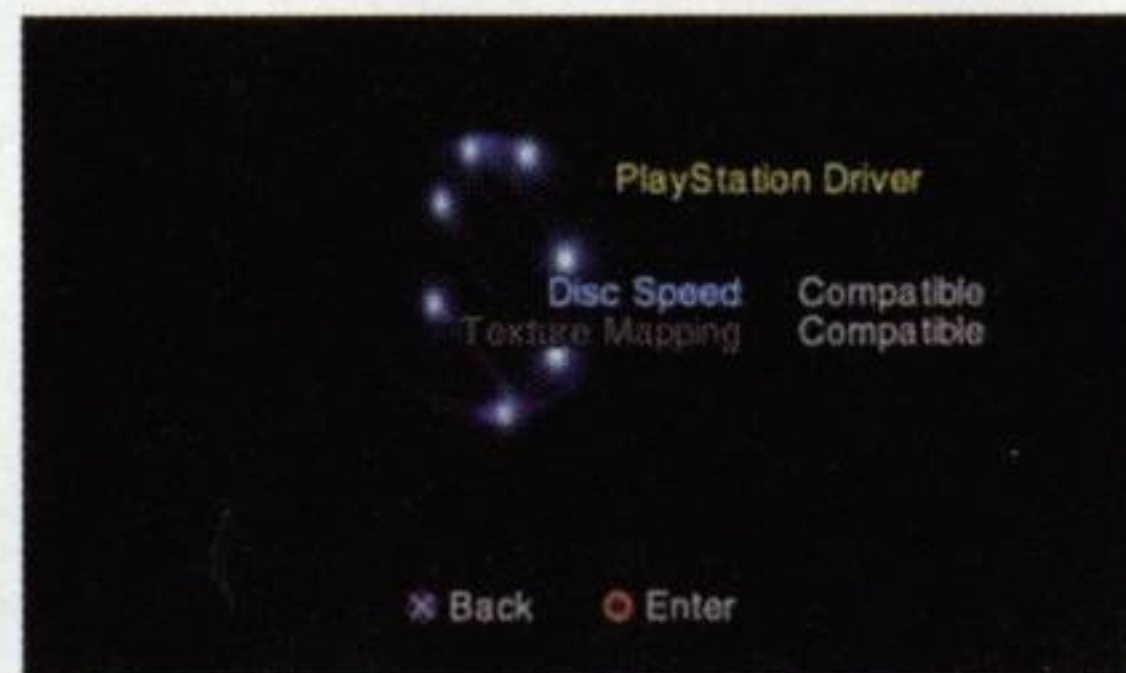 PlayStation Driver
Disc Speed Compatible
Texture Mapping Compatible
Back Enter